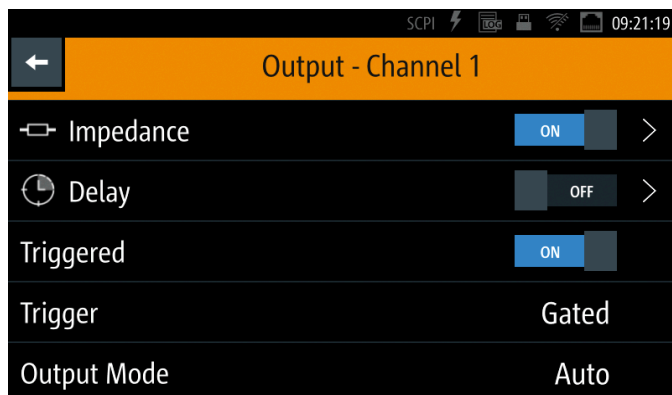 SCPI LOG 09:21:19
Output - Channel 1
Impedance ON
Delay OFF
Triggered ON
Trigger Gated
Output Mode Auto